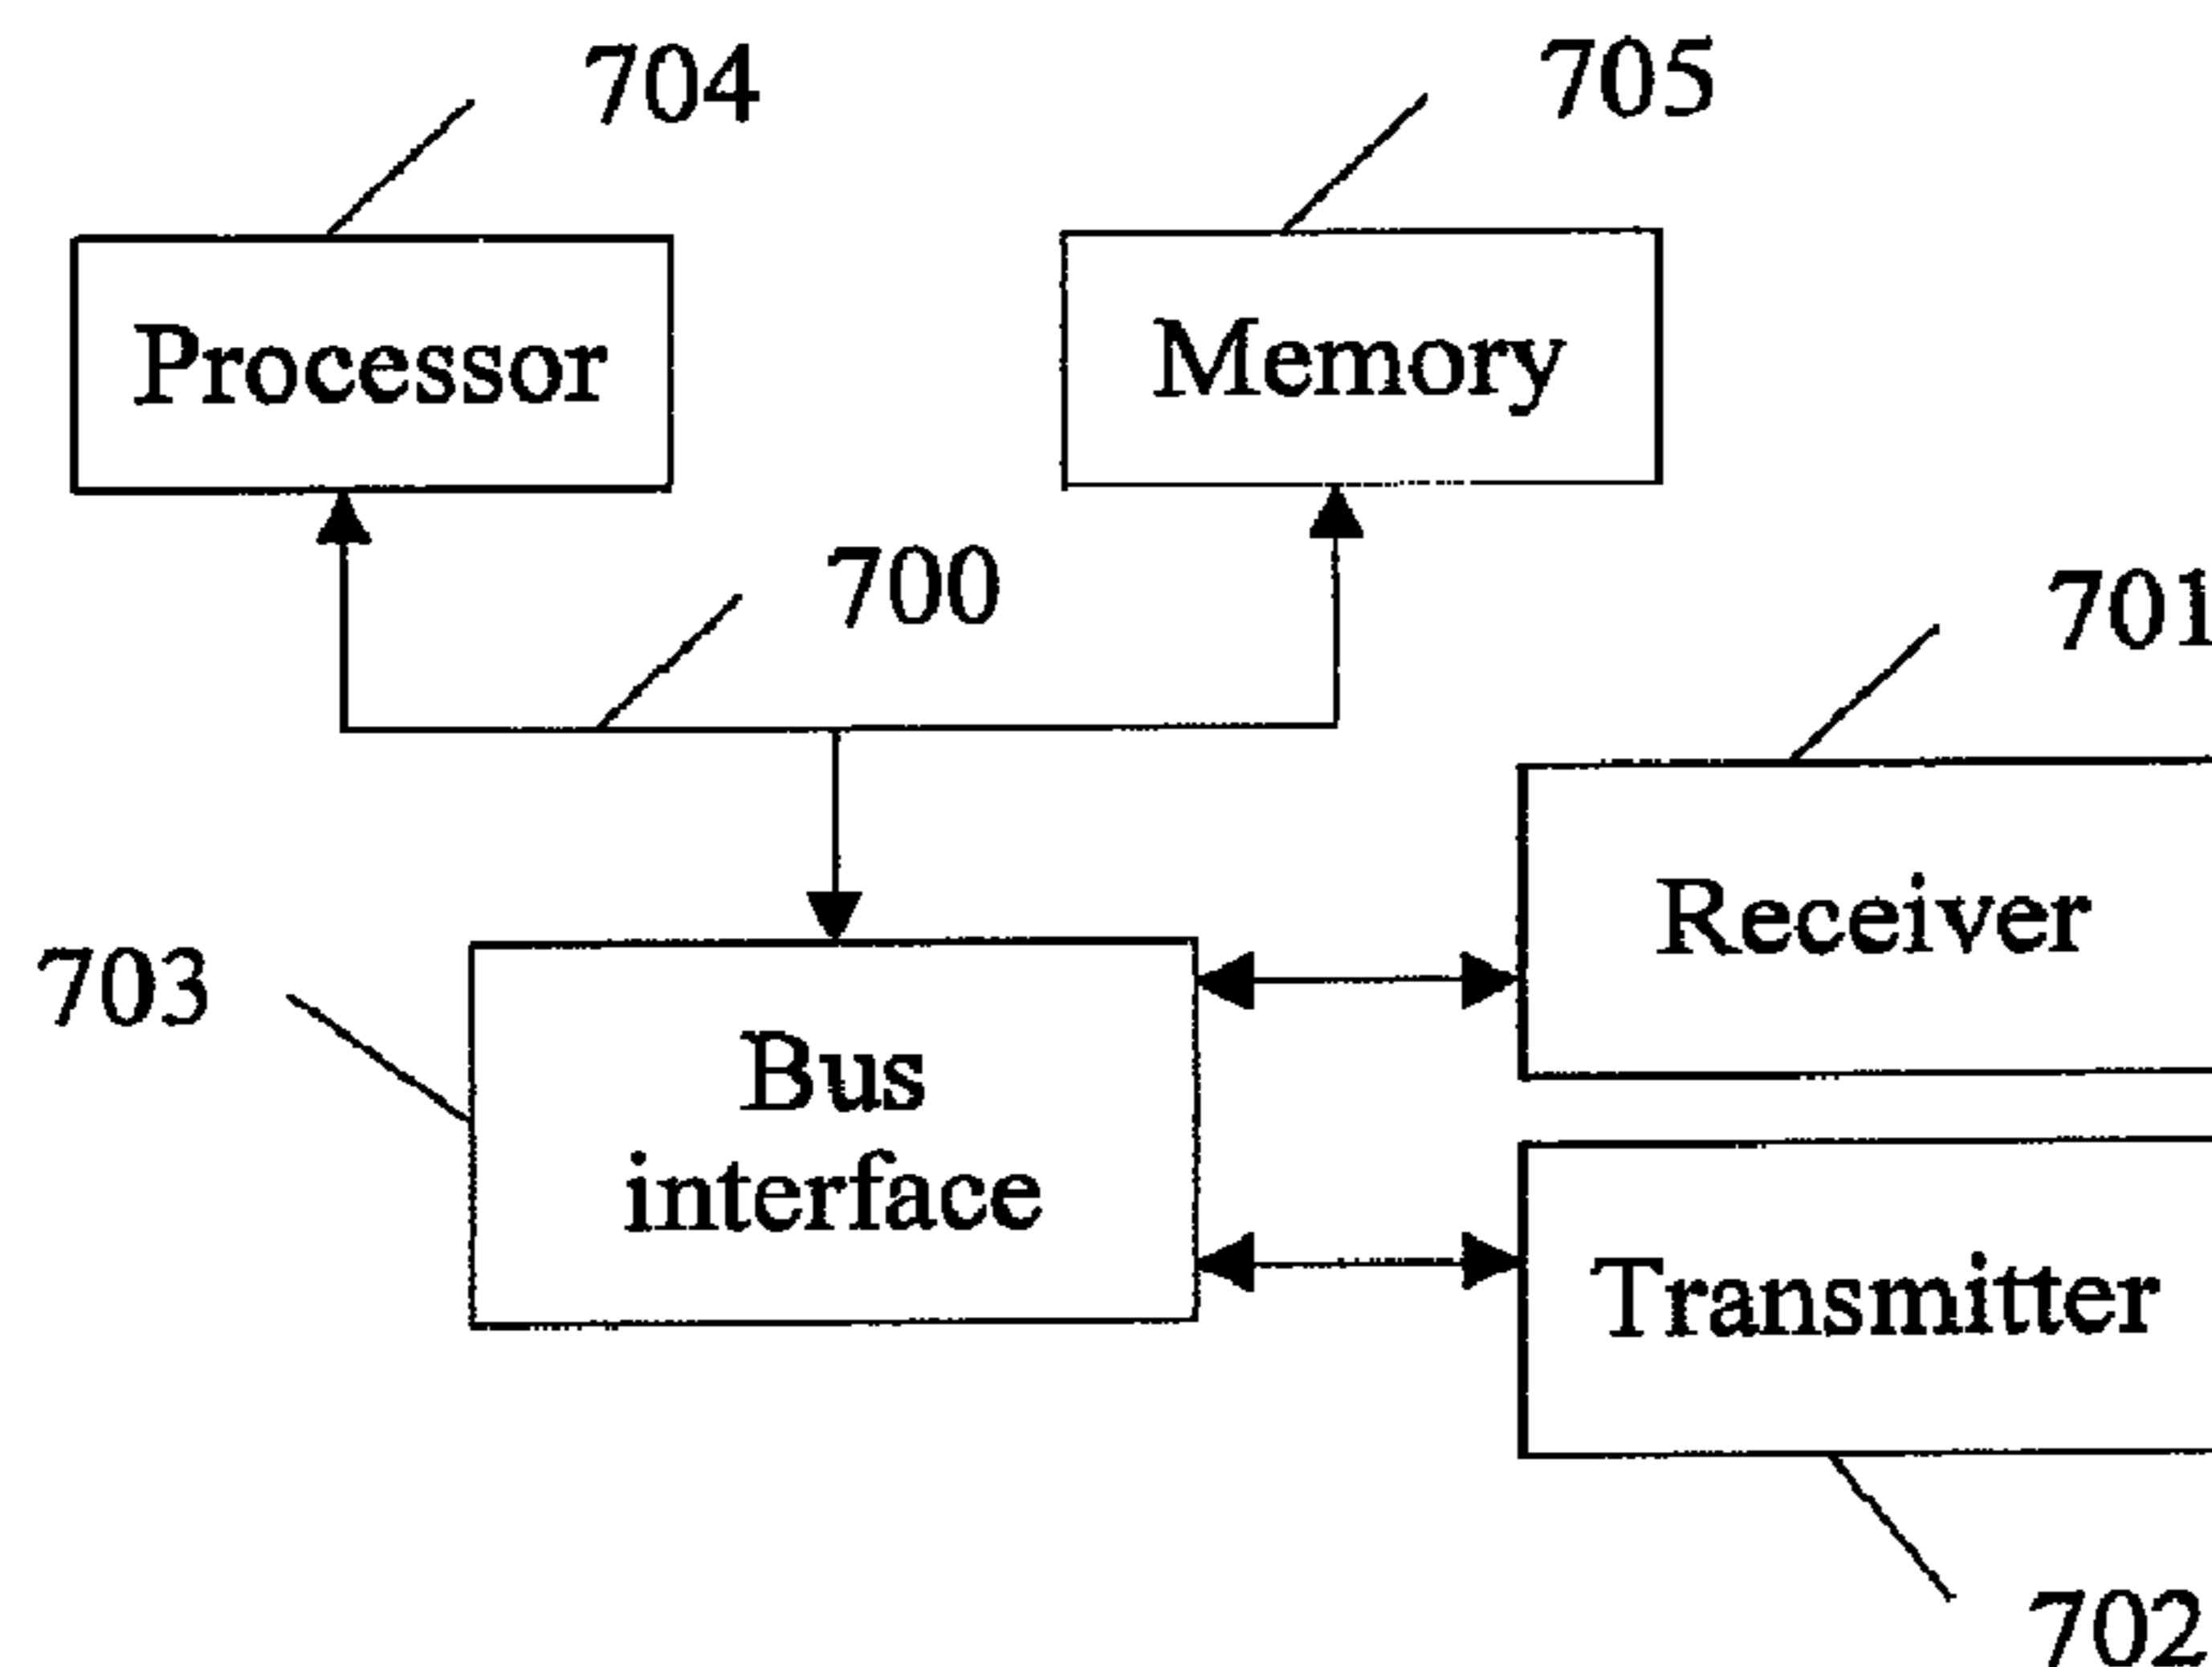 704
705
Processor
Memory
700
701
Receiver
703
Bus
interface
Transmitter
702